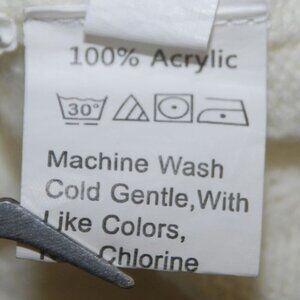 100% Acrylic
30°
Machine Wash
Cold Gentle,With
Like Colors,
Chlorine